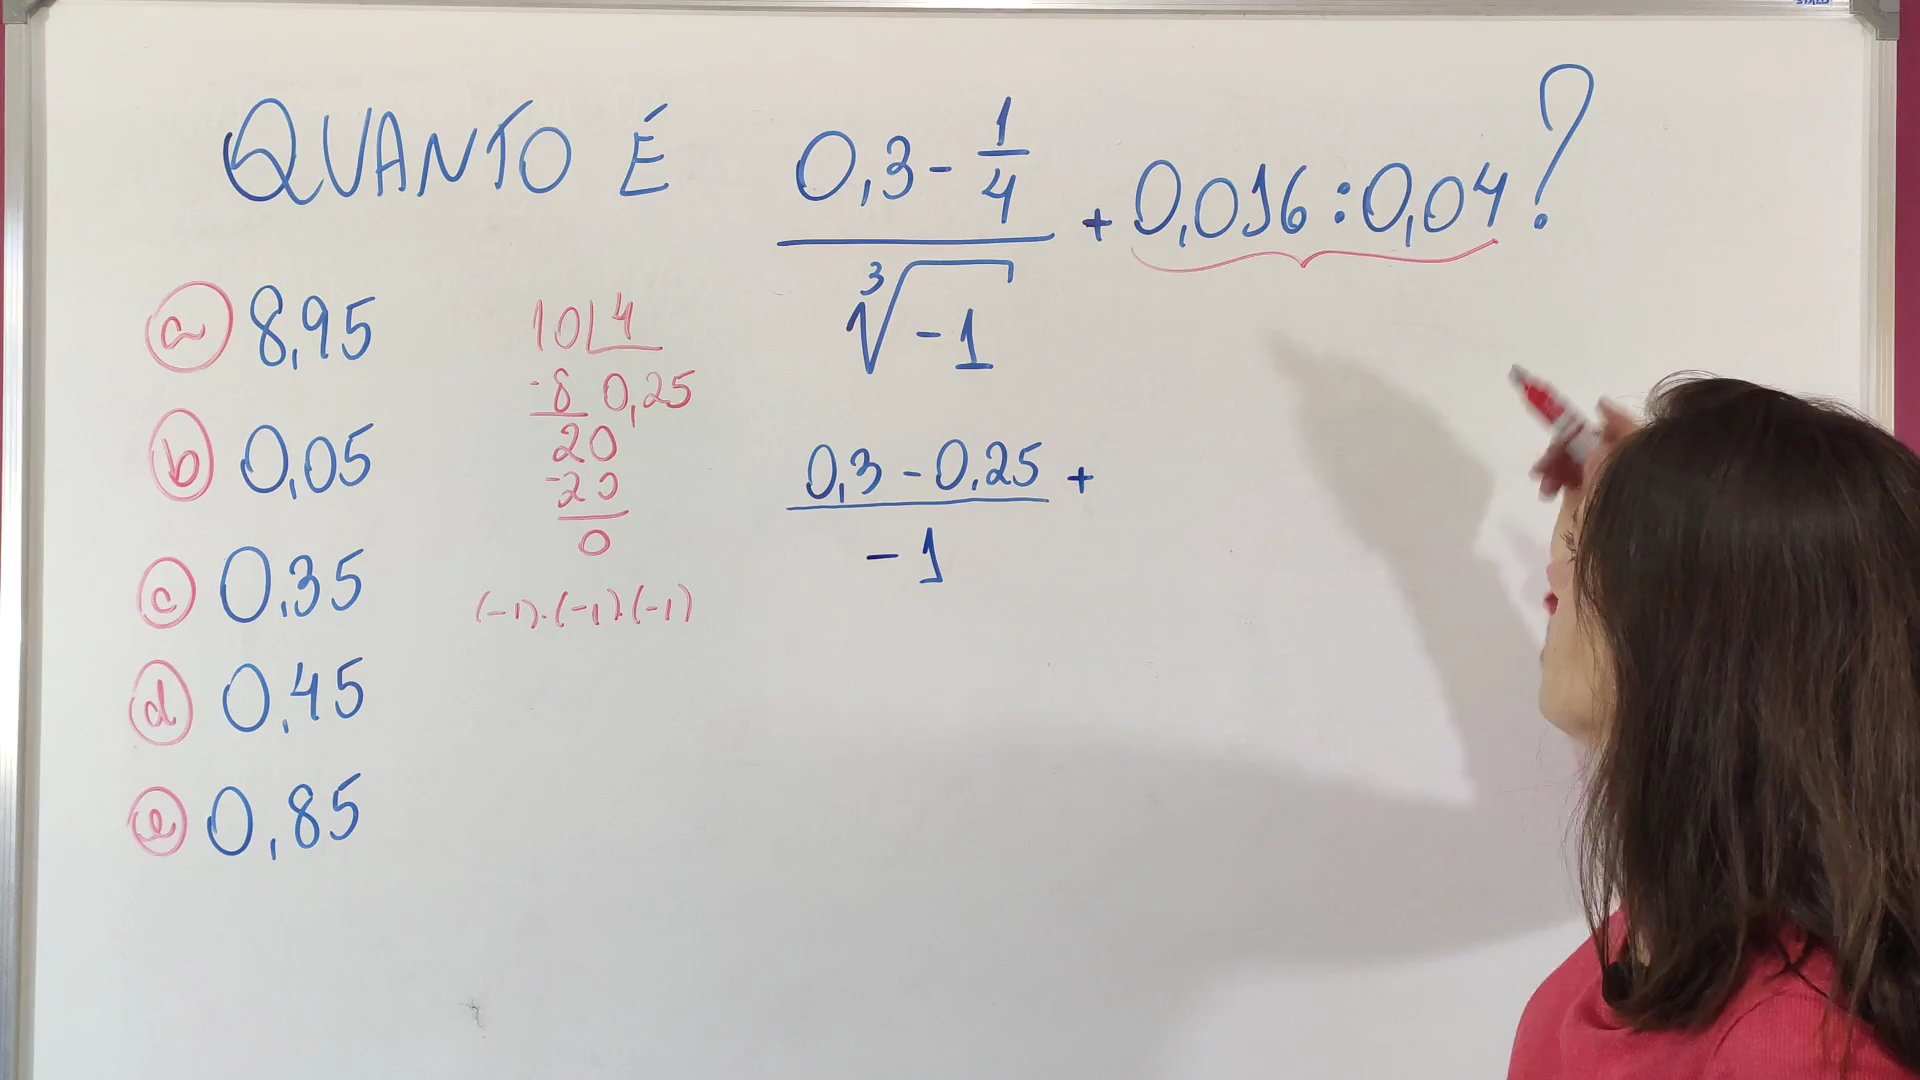 QUANTO É (0,3 - 1/4)/∛(-1) + 0,016 : 0,04 ?
a 8,95
b 0,05
c 0,35
d 0,45
e 0,85
10 | 4
-8 0,25
20
-20
0
(-1).(-1).(-1)
(0,3 - 0,25)/(-1) +